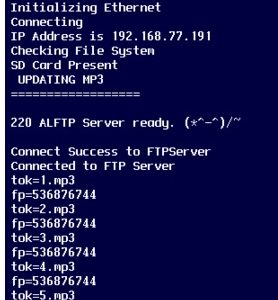 Initializing Ethernet
Connecting
IP Address is 192.168.77.191
Checking File System
SD Card Present
UPDATING MP3
==================
220 ALFTP Server ready. (*^-^)/~
Connect Success to FTPServer
Connected to FTP Server
tok=1.mp3
fp=536876744
tok=2.mp3
fp=536876744
tok=3.mp3
fp=536876744
tok=4.mp3
fp=536876744
tok=5.mp3